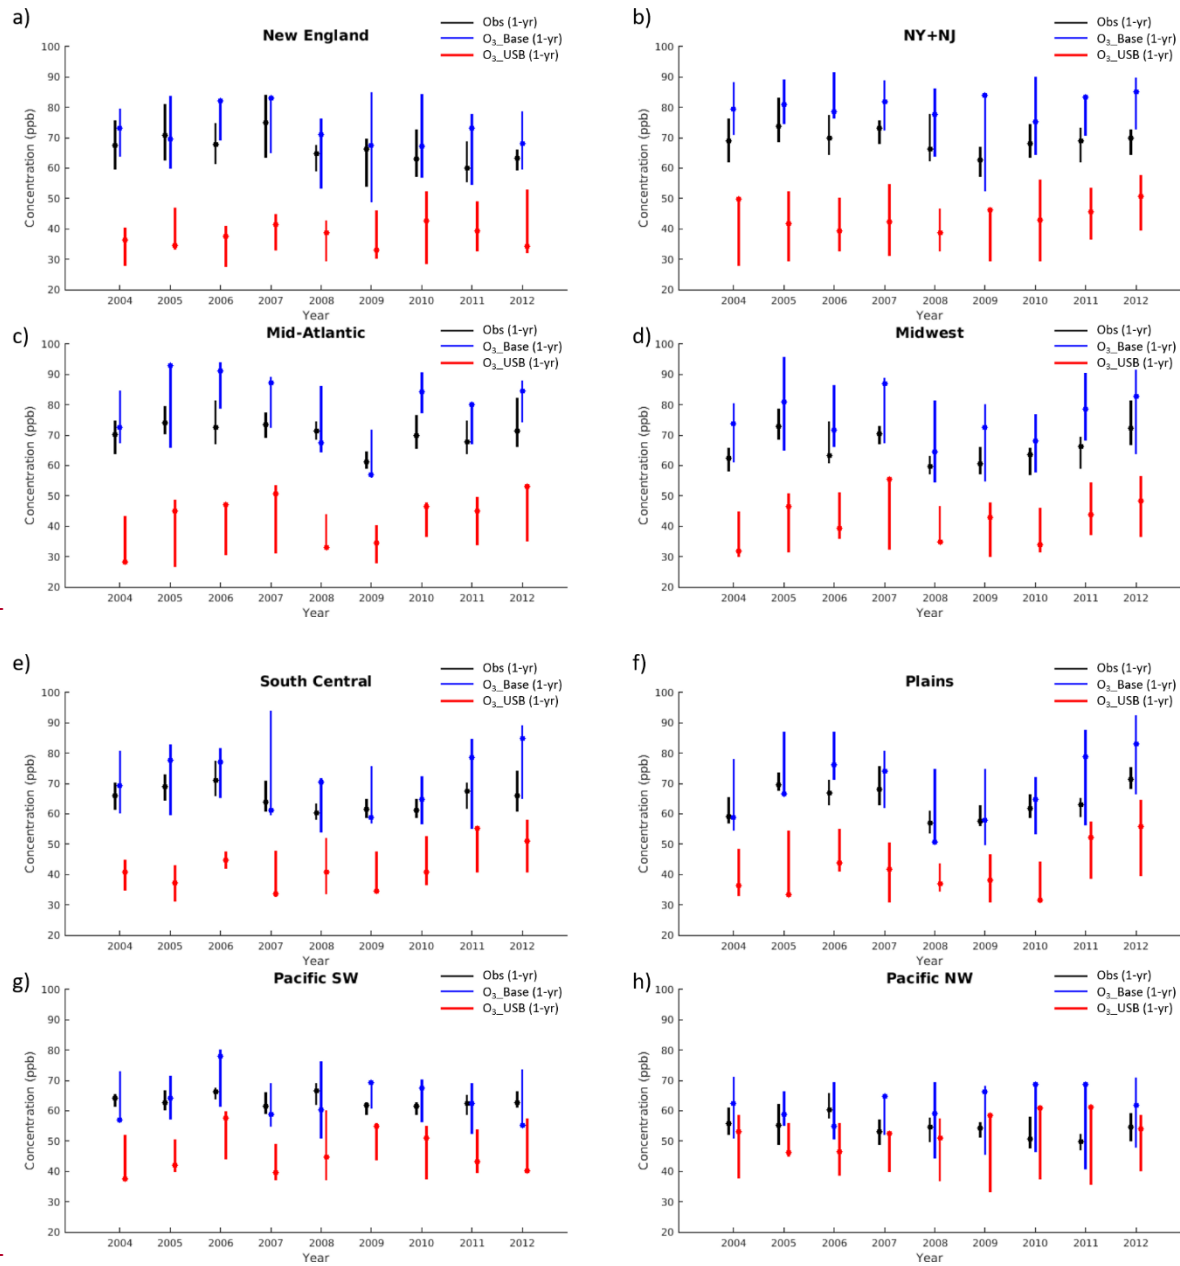 a)
New England
Obs (1-yr)
O₃_Base (1-yr)
O₃_USB (1-yr)
Concentration (ppb)
100
90
80
70
60
50
40
30
20
2004 2005 2006 2007 2008 2009 2010 2011 2012
Year
b)
NY+NJ
Obs (1-yr)
O₃_Base (1-yr)
O₃_USB (1-yr)
Concentration (ppb)
100
90
80
70
60
50
40
30
20
2004 2005 2006 2007 2008 2009 2010 2011 2012
Year
c)
Mid-Atlantic
Obs (1-yr)
O₃_Base (1-yr)
O₃_USB (1-yr)
Concentration (ppb)
100
90
80
70
60
50
40
30
20
2004 2005 2006 2007 2008 2009 2010 2011 2012
Year
d)
Midwest
Obs (1-yr)
O₃_Base (1-yr)
O₃_USB (1-yr)
Concentration (ppb)
100
90
80
70
60
50
40
30
20
2004 2005 2006 2007 2008 2009 2010 2011 2012
Year
e)
South Central
Obs (1-yr)
O₃_Base (1-yr)
O₃_USB (1-yr)
Concentration (ppb)
100
90
80
70
60
50
40
30
20
2004 2005 2006 2007 2008 2009 2010 2011 2012
f)
Plains
Obs (1-yr)
O₃_Base (1-yr)
O₃_USB (1-yr)
Concentration (ppb)
100
90
80
70
60
50
40
30
20
2004 2005 2006 2007 2008 2009 2010 2011 2012
g)
Pacific SW
Obs (1-yr)
O₃_Base (1-yr)
O₃_USB (1-yr)
Concentration (ppb)
100
90
80
70
60
50
40
30
20
2004 2005 2006 2007 2008 2009 2010 2011 2012
Year
h)
Pacific NW
Obs (1-yr)
O₃_Base (1-yr)
O₃_USB (1-yr)
Concentration (ppb)
100
90
80
70
60
50
40
30
20
2004 2005 2006 2007 2008 2009 2010 2011 2012
Year